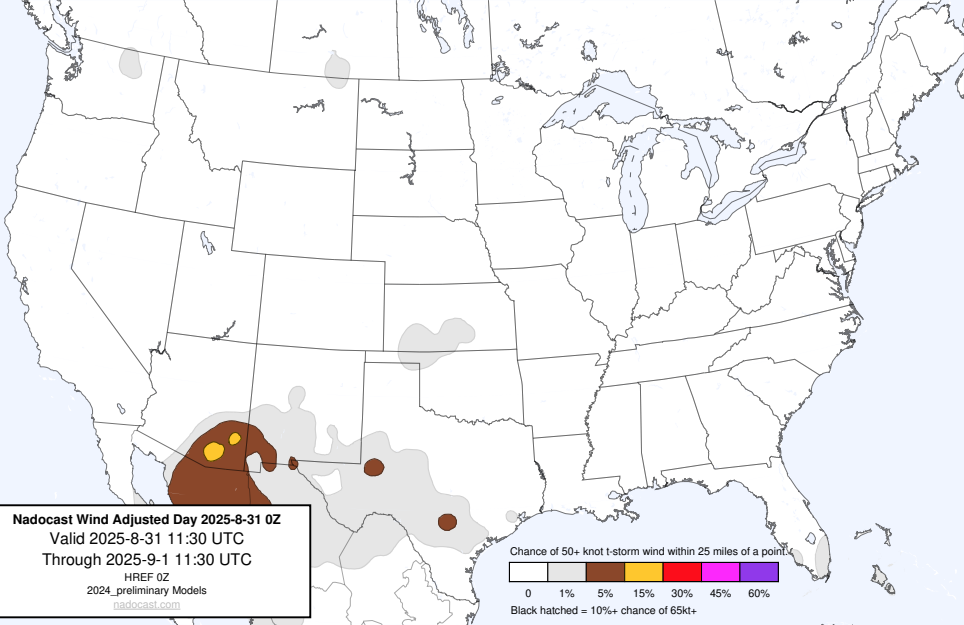 Nadocast Wind Adjusted Day 2025-8-31 0Z
Valid 2025-8-31 11:30 UTC
Through 2025-9-1 11:30 UTC
HREF 0Z
2024_preliminary Models
nadocast.com
Chance of 50+ knot t-storm wind within 25 miles of a point.
0 1% 5% 15% 30% 45% 60%
Black hatched = 10%+ chance of 65kt+